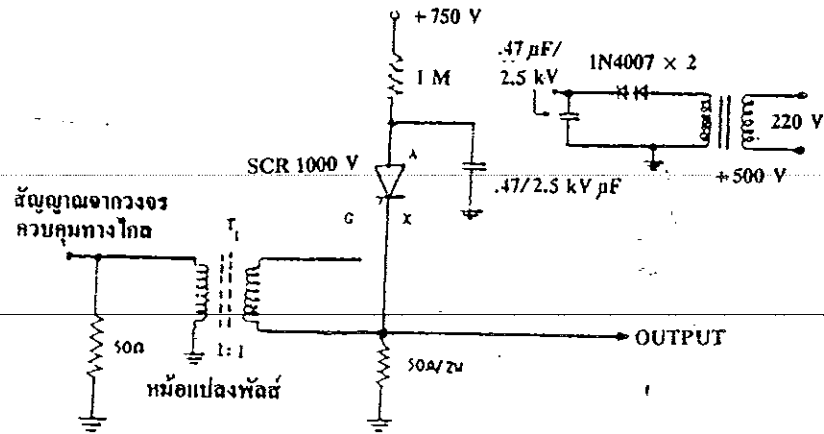 + 750 V
1 M
.47 µF/
2.5 kV
1N4007 × 2
220 V
+500 V
SCR 1000 V
A
.47/2.5 kV µF
G
K
สัญญาณจากวงจร
ควบคุมทางไกล
T1
50Ω
1:1
หม้อแปลงพัลส์
50Ω/2W
OUTPUT